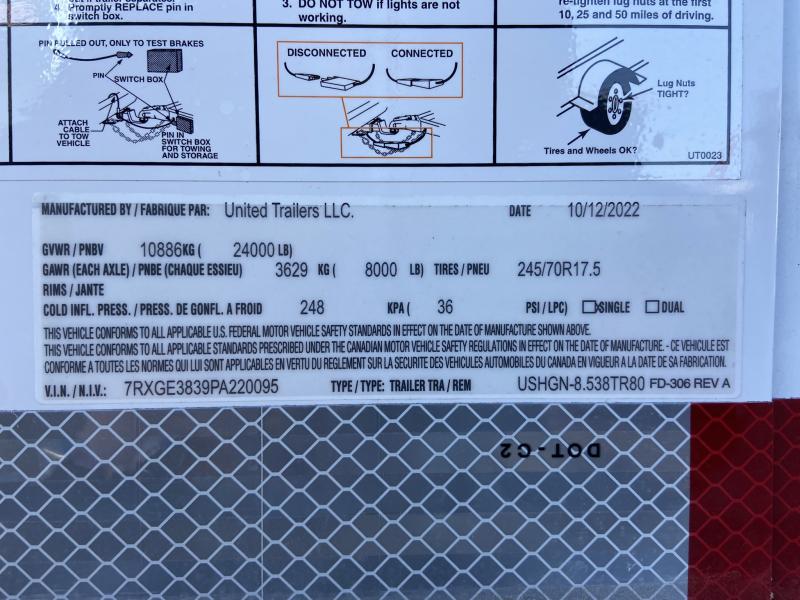 4. Promptly REPLACE pin in
switch box.
3. DO NOT TOW if lights are not
working.
re-tighten lug nuts at the first
10, 25 and 50 miles of driving.
PIN PULLED OUT, ONLY TO TEST BRAKES
PIN
SWITCH BOX
ATTACH
CABLE
TO TOW
VEHICLE
PIN IN
SWITCH BOX
FOR TOWING
AND STORAGE
DISCONNECTED CONNECTED
Lug Nuts
TIGHT?
Tires and Wheels OK?
UT0023
MANUFACTURED BY / FABRIQUE PAR: United Trailers LLC. DATE 10/12/2022
GVWR / PNBV 10886KG ( 24000 LB)
GAWR (EACH AXLE) / PNBE (CHAQUE ESSIEU) 3629 KG ( 8000 LB) TIRES / PNEU 245/70R17.5
RIMS / JANTE
COLD INFL. PRESS. / PRESS. DE GONFL. A FROID 248 KPA ( 36 PSI / LPC) SINGLE DUAL
THIS VEHICLE CONFORMS TO ALL APPLICABLE U.S. FEDERAL MOTOR VEHICLE SAFETY STANDARDS IN EFFECT ON THE DATE OF MANUFACTURE SHOWN ABOVE.
THIS VEHICLE CONFORMS TO ALL APPLICABLE STANDARDS PRESCRIBED UNDER THE CANADIAN MOTOR VEHICLE SAFETY REGULATIONS IN EFFECT ON THE DATE OF MANUFACTURE. - CE VEHICULE EST
CONFORME A TOUTES LES NORMES QUI LUI SONT APPLICABLES EN VERTU DU REGLEMENT SUR LA SECURITE DES VEHICULES AUTOMOBILES DU CANADA EN VIGUEUR A LA DATE DE SA FABRICATION.
V.I.N. / N.I.V.: 7RXGE3839PA220095 TYPE / TYPE: TRAILER TRA / REM USHGN-8.538TR80 FD-306 REV A
DOT-C2